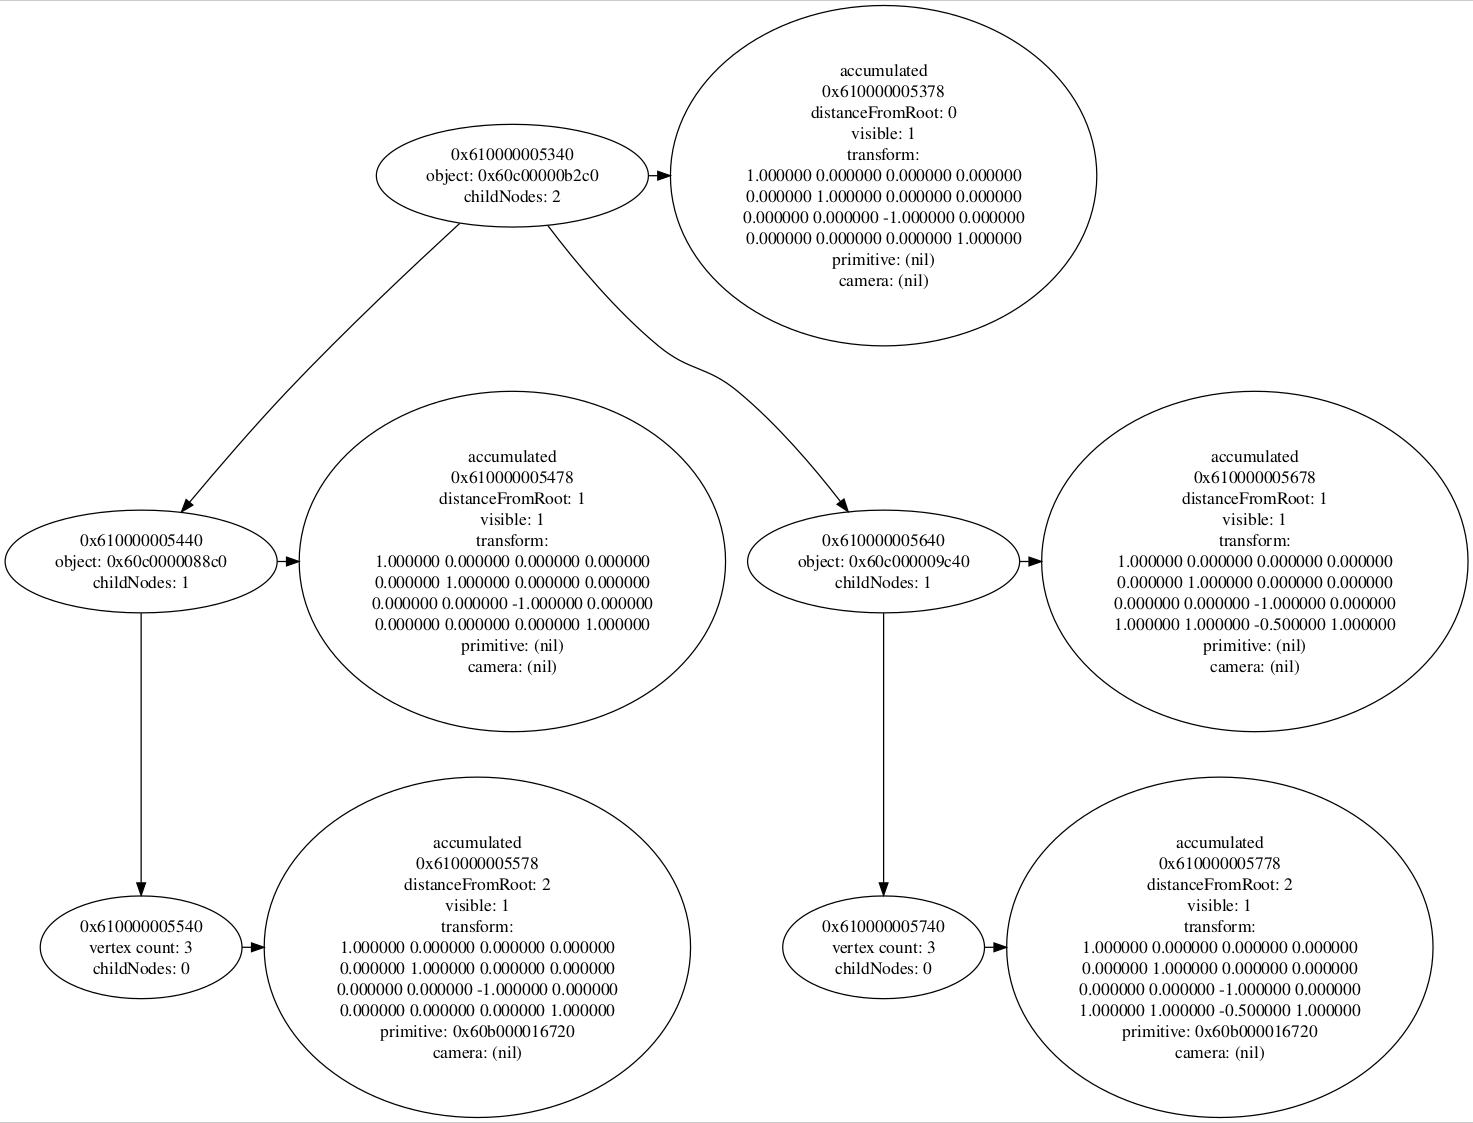 0x610000005340
object: 0x60c00000b2c0
childNodes: 2
accumulated
0x610000005378
distanceFromRoot: 0
visible: 1
transform:
1.000000 0.000000 0.000000 0.000000
0.000000 1.000000 0.000000 0.000000
0.000000 0.000000 -1.000000 0.000000
0.000000 0.000000 0.000000 1.000000
primitive: (nil)
camera: (nil)
0x610000005440
object: 0x60c0000088c0
childNodes: 1
accumulated
0x610000005478
distanceFromRoot: 1
visible: 1
transform:
1.000000 0.000000 0.000000 0.000000
0.000000 1.000000 0.000000 0.000000
0.000000 0.000000 -1.000000 0.000000
0.000000 0.000000 0.000000 1.000000
primitive: (nil)
camera: (nil)
0x610000005640
object: 0x60c000009c40
childNodes: 1
accumulated
0x610000005678
distanceFromRoot: 1
visible: 1
transform:
1.000000 0.000000 0.000000 0.000000
0.000000 1.000000 0.000000 0.000000
0.000000 0.000000 -1.000000 0.000000
1.000000 1.000000 -0.500000 1.000000
primitive: (nil)
camera: (nil)
0x610000005540
vertex count: 3
childNodes: 0
accumulated
0x610000005578
distanceFromRoot: 2
visible: 1
transform:
1.000000 0.000000 0.000000 0.000000
0.000000 1.000000 0.000000 0.000000
0.000000 0.000000 -1.000000 0.000000
0.000000 0.000000 0.000000 1.000000
primitive: 0x60b000016720
camera: (nil)
0x610000005740
vertex count: 3
childNodes: 0
accumulated
0x610000005778
distanceFromRoot: 2
visible: 1
transform:
1.000000 0.000000 0.000000 0.000000
0.000000 1.000000 0.000000 0.000000
0.000000 0.000000 -1.000000 0.000000
1.000000 1.000000 -0.500000 1.000000
primitive: 0x60b000016720
camera: (nil)